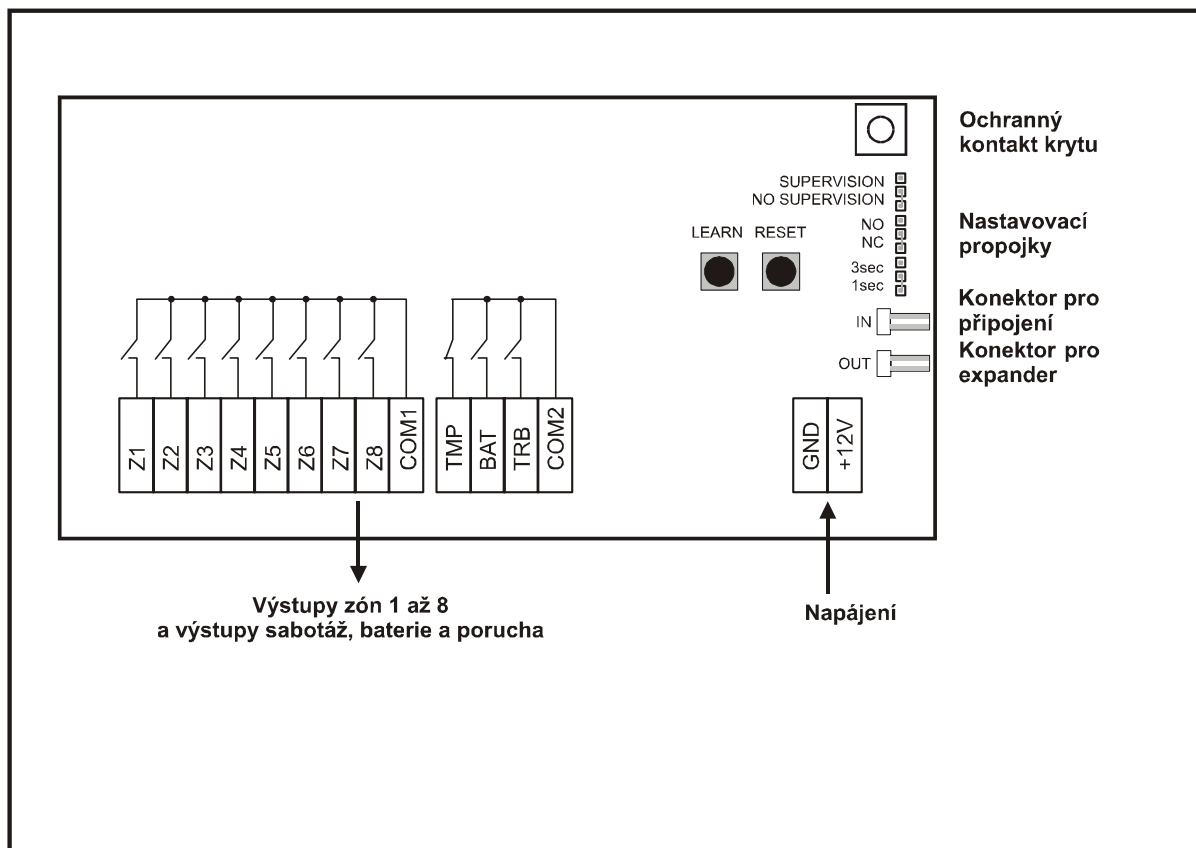 Ochranný
kontakt krytu
SUPERVISION
NO SUPERVISION
NO
NC
3sec
1sec
Nastavovací
propojky
LEARN RESET
IN
Konektor pro
připojení
OUT
Konektor pro
expander
Z1
Z2
Z3
Z4
Z5
Z6
Z7
Z8
COM1
TMP
BAT
TRB
COM2
GND
+12V
Výstupy zón 1 až 8
a výstupy sabotáž, baterie a porucha
Napájení